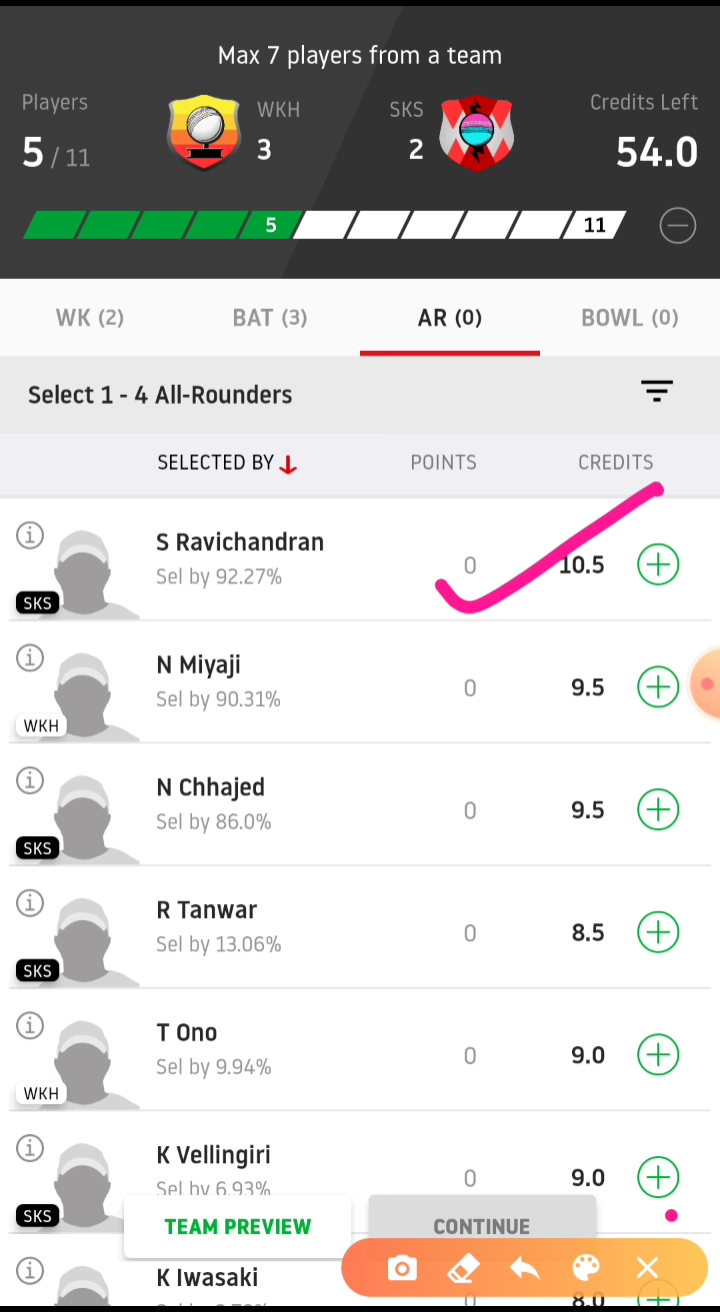 Max 7 players from a team
Players WKH SKS Credits Left
5 / 11 3 2 54.0
5 11
WK (2) BAT (3) AR (0) BOWL (0)
Select 1 - 4 All-Rounders
SELECTED BY POINTS CREDITS
S Ravichandran
Sel by 92.27% 0 10.5
SKS
N Miyaji
Sel by 90.31% 0 9.5
WKH
N Chhajed
Sel by 86.0% 0 9.5
SKS
R Tanwar
Sel by 13.06% 0 8.5
SKS
T Ono
Sel by 9.94% 0 9.0
WKH
K Vellingiri
Sel by 6.93% 0 9.0
SKS
TEAM PREVIEW CONTINUE
K Iwasaki
0 8.0